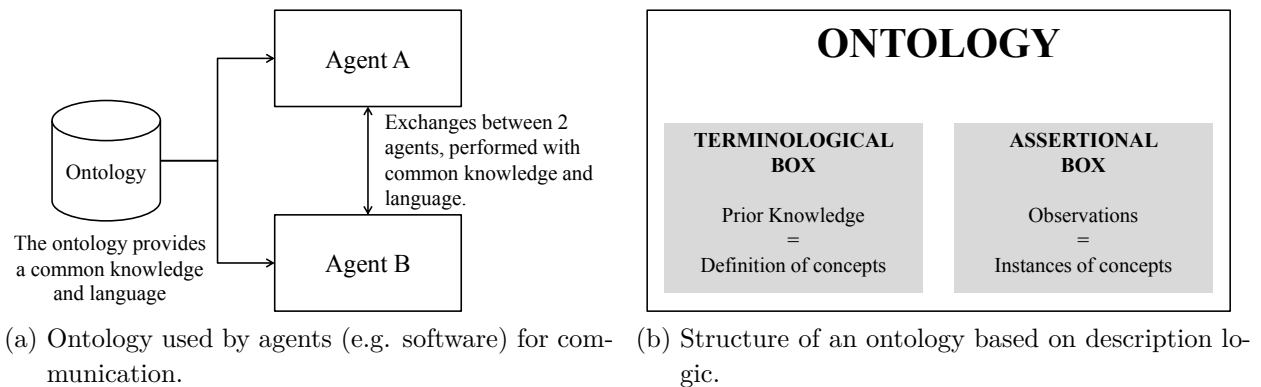 Agent A
Exchanges between 2
agents, performed with
common knowledge and
language.
Ontology
The ontology provides
a common knowledge
and language
Agent B
(a) Ontology used by agents (e.g. software) for com-
munication.
ONTOLOGY
TERMINOLOGICAL
BOX
Prior Knowledge
=
Definition of concepts
ASSERTIONAL
BOX
Observations
=
Instances of concepts
(b) Structure of an ontology based on description lo-
gic.